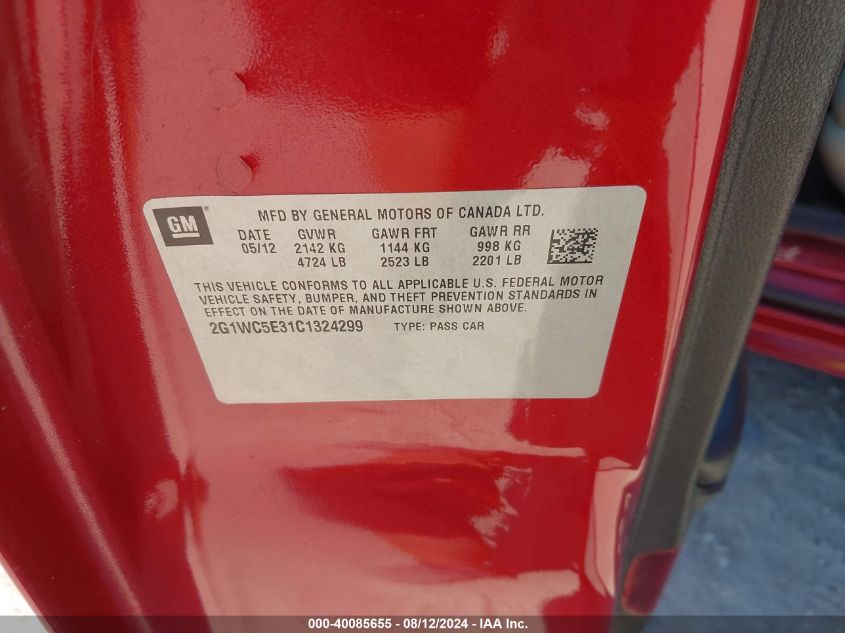 GM
MFD BY GENERAL MOTORS OF CANADA LTD.
DATE GVWR GAWR FRT GAWR RR
05/12 2142 KG 1144 KG 998 KG
4724 LB 2523 LB 2201 LB
THIS VEHICLE CONFORMS TO ALL APPLICABLE U.S. FEDERAL MOTOR
VEHICLE SAFETY, BUMPER, AND THEFT PREVENTION STANDARDS IN
EFFECT ON THE DATE OF MANUFACTURE SHOWN ABOVE.
2G1WC5E31C1324299 TYPE: PASS CAR
000-40085655 - 08/12/2024 - IAA Inc.